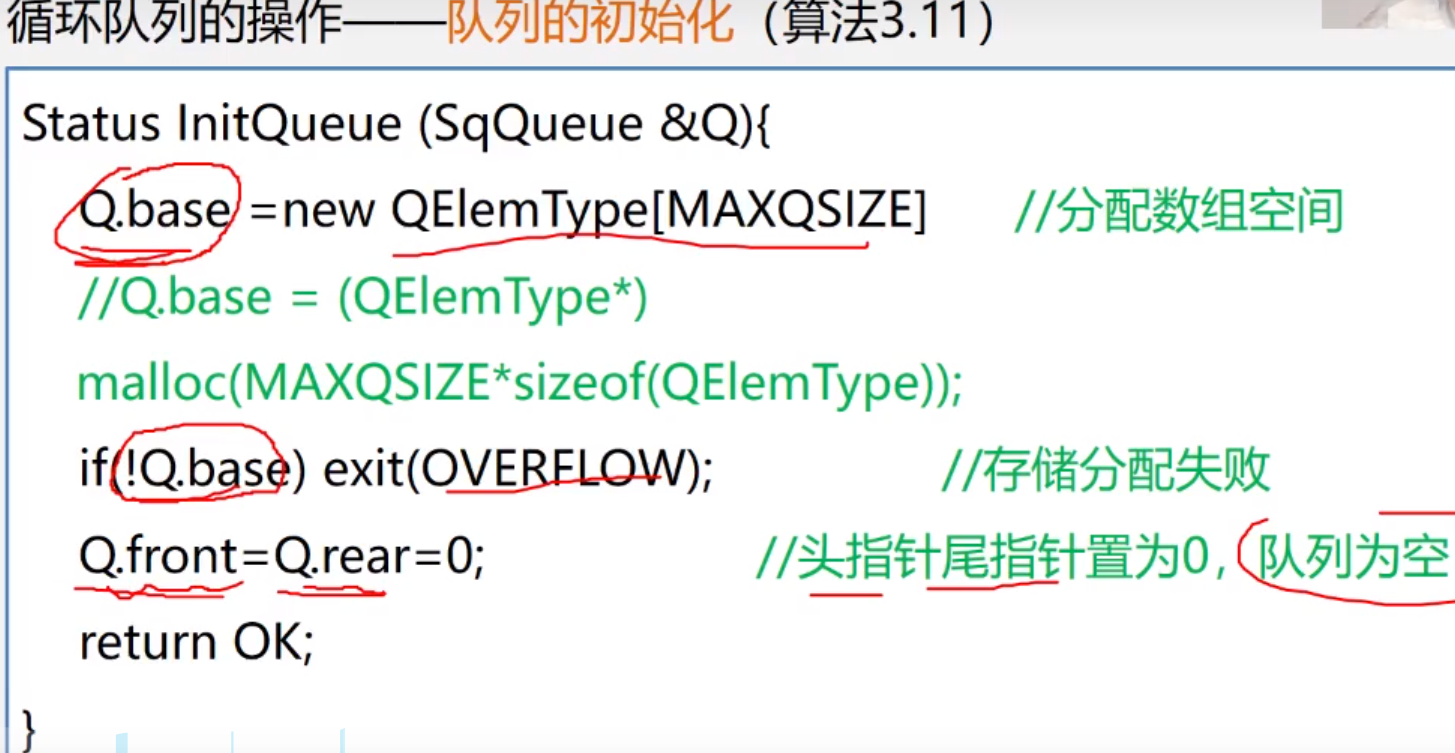 循环队列的操作——队列的初始化（算法3.11）
Status InitQueue (SqQueue &Q){
Q.base =new QElemType[MAXQSIZE] //分配数组空间
//Q.base = (QElemType*)
malloc(MAXQSIZE*sizeof(QElemType));
if(!Q.base) exit(OVERFLOW); //存储分配失败
Q.front=Q.rear=0; //头指针尾指针置为0，队列为空
return OK;
}